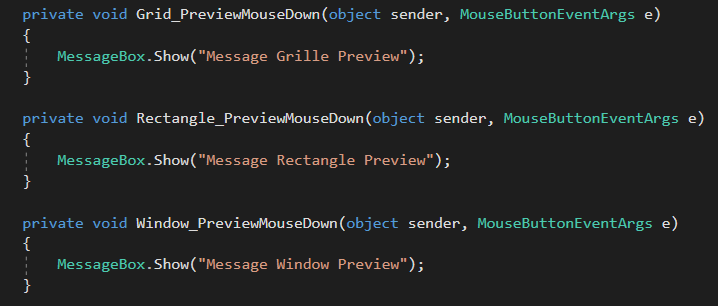 private void Grid_PreviewMouseDown(object sender, MouseButtonEventArgs e)
{
MessageBox.Show("Message Grille Preview");
}
private void Rectangle_PreviewMouseDown(object sender, MouseButtonEventArgs e)
{
MessageBox.Show("Message Rectangle Preview");
}
private void Window_PreviewMouseDown(object sender, MouseButtonEventArgs e)
{
MessageBox.Show("Message Window Preview");
}